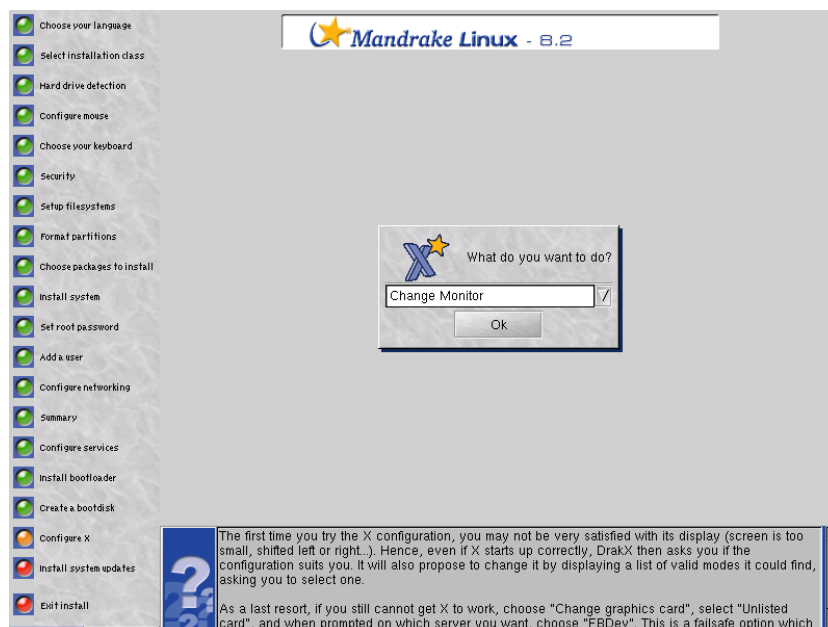 Choose your language
Select installation class
Hard drive detection
Configure mouse
Choose your keyboard
Security
Setup filesystems
Format partitions
Choose packages to install
Install system
Set root password
Add a user
Configure networking
Summary
Configure services
Install bootloader
Create a bootdisk
Configure X
Install system updates
Exit install
Mandrake Linux - 8.2
What do you want to do?
Change Monitor
Ok
The first time you try the X configuration, you may not be very satisfied with its display (screen is too
small, shifted left or right...). Hence, even if X starts up correctly, DrakX then asks you if the
configuration suits you. It will also propose to change it by displaying a list of valid modes it could find,
asking you to select one.
As a last resort, if you still cannot get X to work, choose "Change graphics card", select "Unlisted
card", and when prompted on which server you want, choose "FBDev". This is a failsafe option which